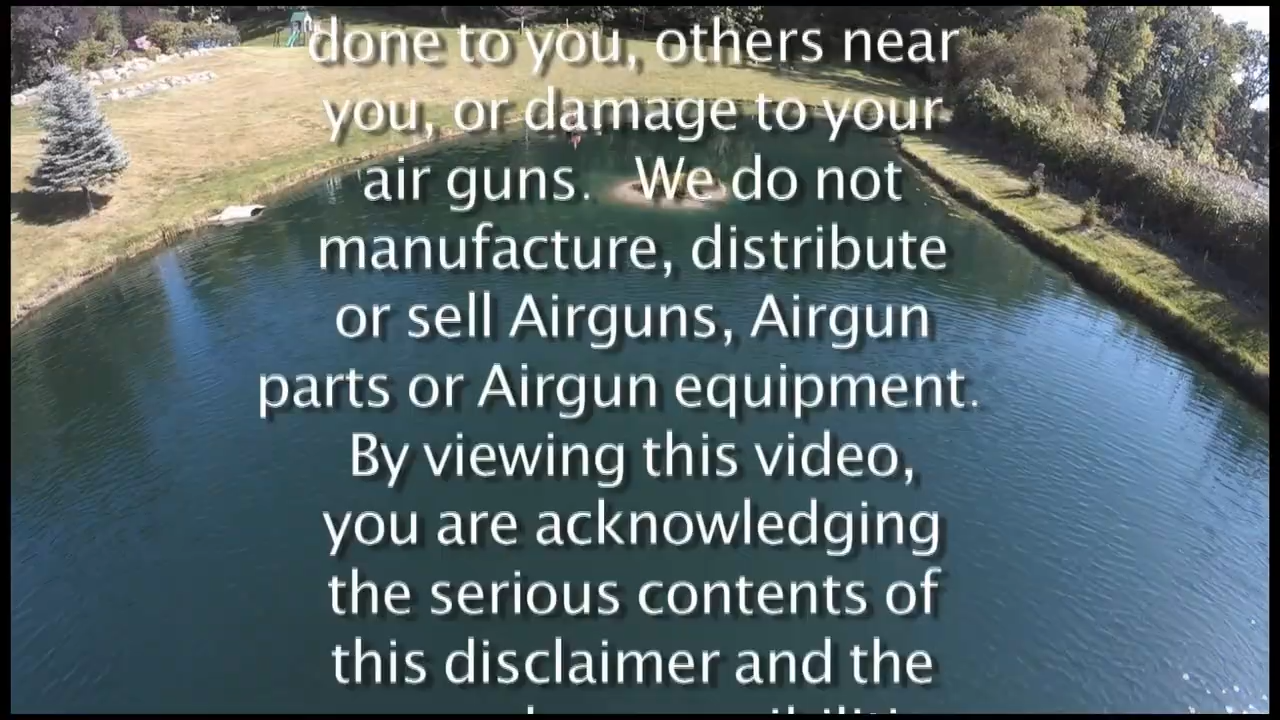 done to you, others near
you, or damage to your
air guns.   We do not
manufacture, distribute
or sell Airguns, Airgun
parts or Airgun equipment.
By viewing this video,
you are acknowledging
the serious contents of
this disclaimer and the